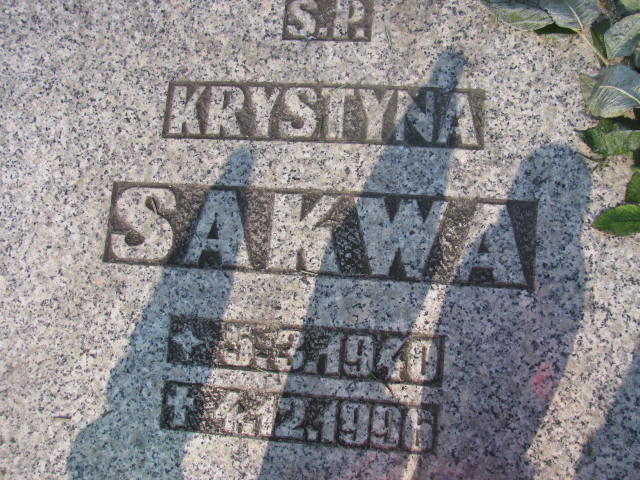 S.P.
KRYSTYNA
SAKWA
5.3.1940
4.12.1996